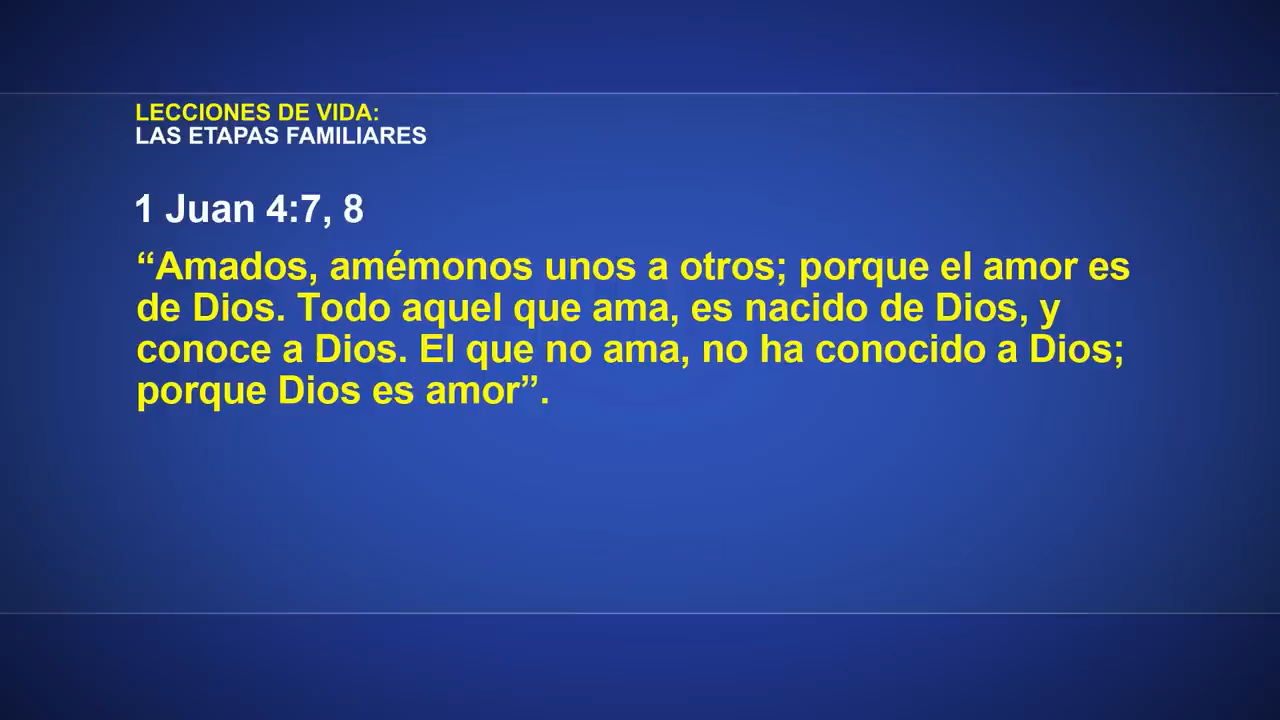 LECCIONES DE VIDA:
LAS ETAPAS FAMILIARES
1 Juan 4:7, 8
“Amados, amémonos unos a otros; porque el amor es
de Dios. Todo aquel que ama, es nacido de Dios, y
conoce a Dios. El que no ama, no ha conocido a Dios;
porque Dios es amor”.